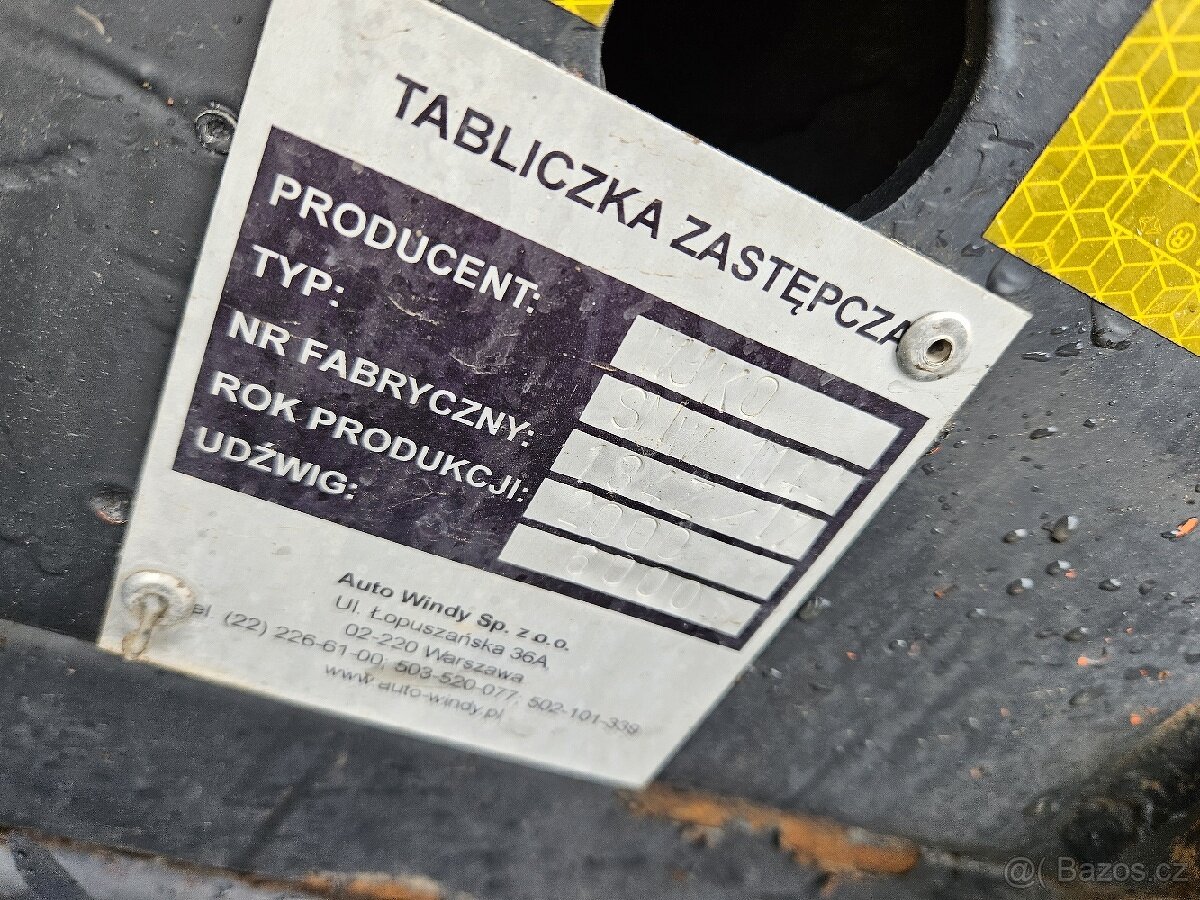 TABLICZKA ZASTĘPCZA
PRODUCENT:
TYP:
NR FABRYCZNY:
ROK PRODUKCJI:
UDŹWIG:
Auto Windy Sp. z o.o.
Ul. Łopuszańska 36A
02-220 Warszawa
(22) 226-61-00, 503-520-077, 502-101-339
www.auto-windy.pl
Bazos.cz